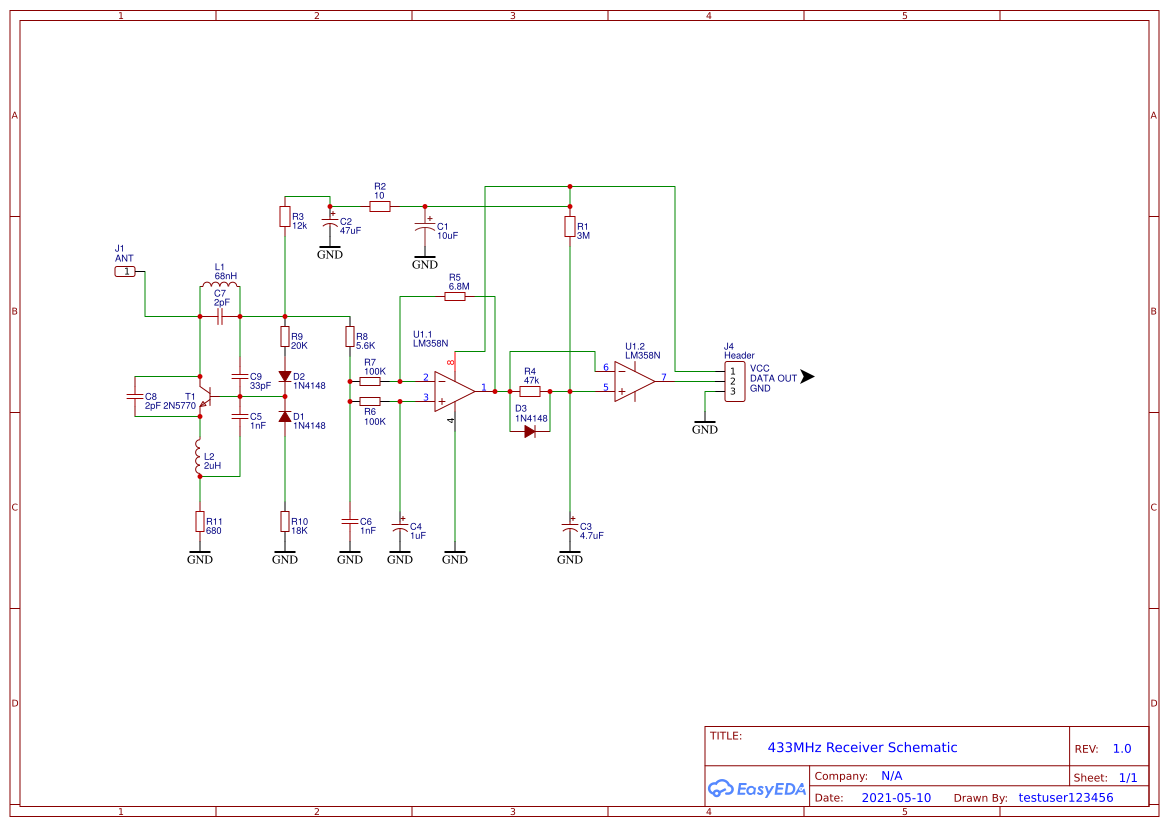 1 2 3 4 5
A A
B B
C C
D D
R2
10
R3
12k
C2
47uF
GND
C1
10uF
GND
R1
3M
J1
ANT
1
L1
68nH
C7
2pF
R5
6.8M
R9
20K
R8
5.6K
U1.1
LM358N
8
2
3
1
4
U1.2
LM358N
6
5
7
J4
Header
1 VCC
2 DATA OUT
3 GND
GND
R7
100K
R6
100K
R4
47k
D3
1N4148
C9
33pF
D2
1N4148
C8
2pF
T1
2N5770
C5
1nF
D1
1N4148
L2
2uH
R11
680
GND
R10
18K
GND
C6
1nF
GND
C4
1uF
GND
GND
C3
4.7uF
GND
TITLE:
433MHz Receiver Schematic
REV: 1.0
EasyEDA
Company: N/A
Sheet: 1/1
Date: 2021-05-10 Drawn By: testuser123456
1 2 3 4 5